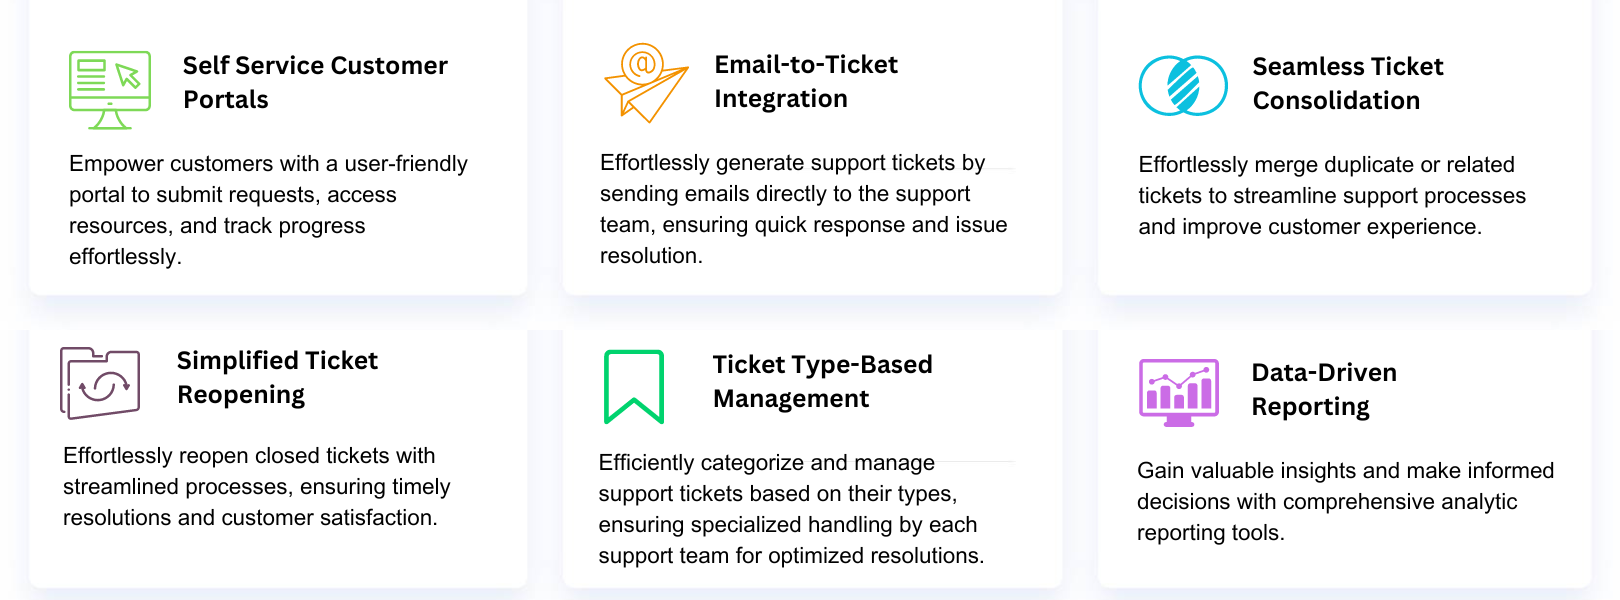 Self Service Customer
Portals
Empower customers with a user-friendly
portal to submit requests, access
resources, and track progress
effortlessly.
@
Email-to-Ticket
Integration
Effortlessly generate support tickets by
sending emails directly to the support
team, ensuring quick response and issue
resolution.
Seamless Ticket
Consolidation
Effortlessly merge duplicate or related
tickets to streamline support processes
and improve customer experience.
Simplified Ticket
Reopening
Effortlessly reopen closed tickets with
streamlined processes, ensuring timely
resolutions and customer satisfaction.
Ticket Type-Based
Management
Efficiently categorize and manage
support tickets based on their types,
ensuring specialized handling by each
support team for optimized resolutions.
Data-Driven
Reporting
Gain valuable insights and make informed
decisions with comprehensive analytic
reporting tools.